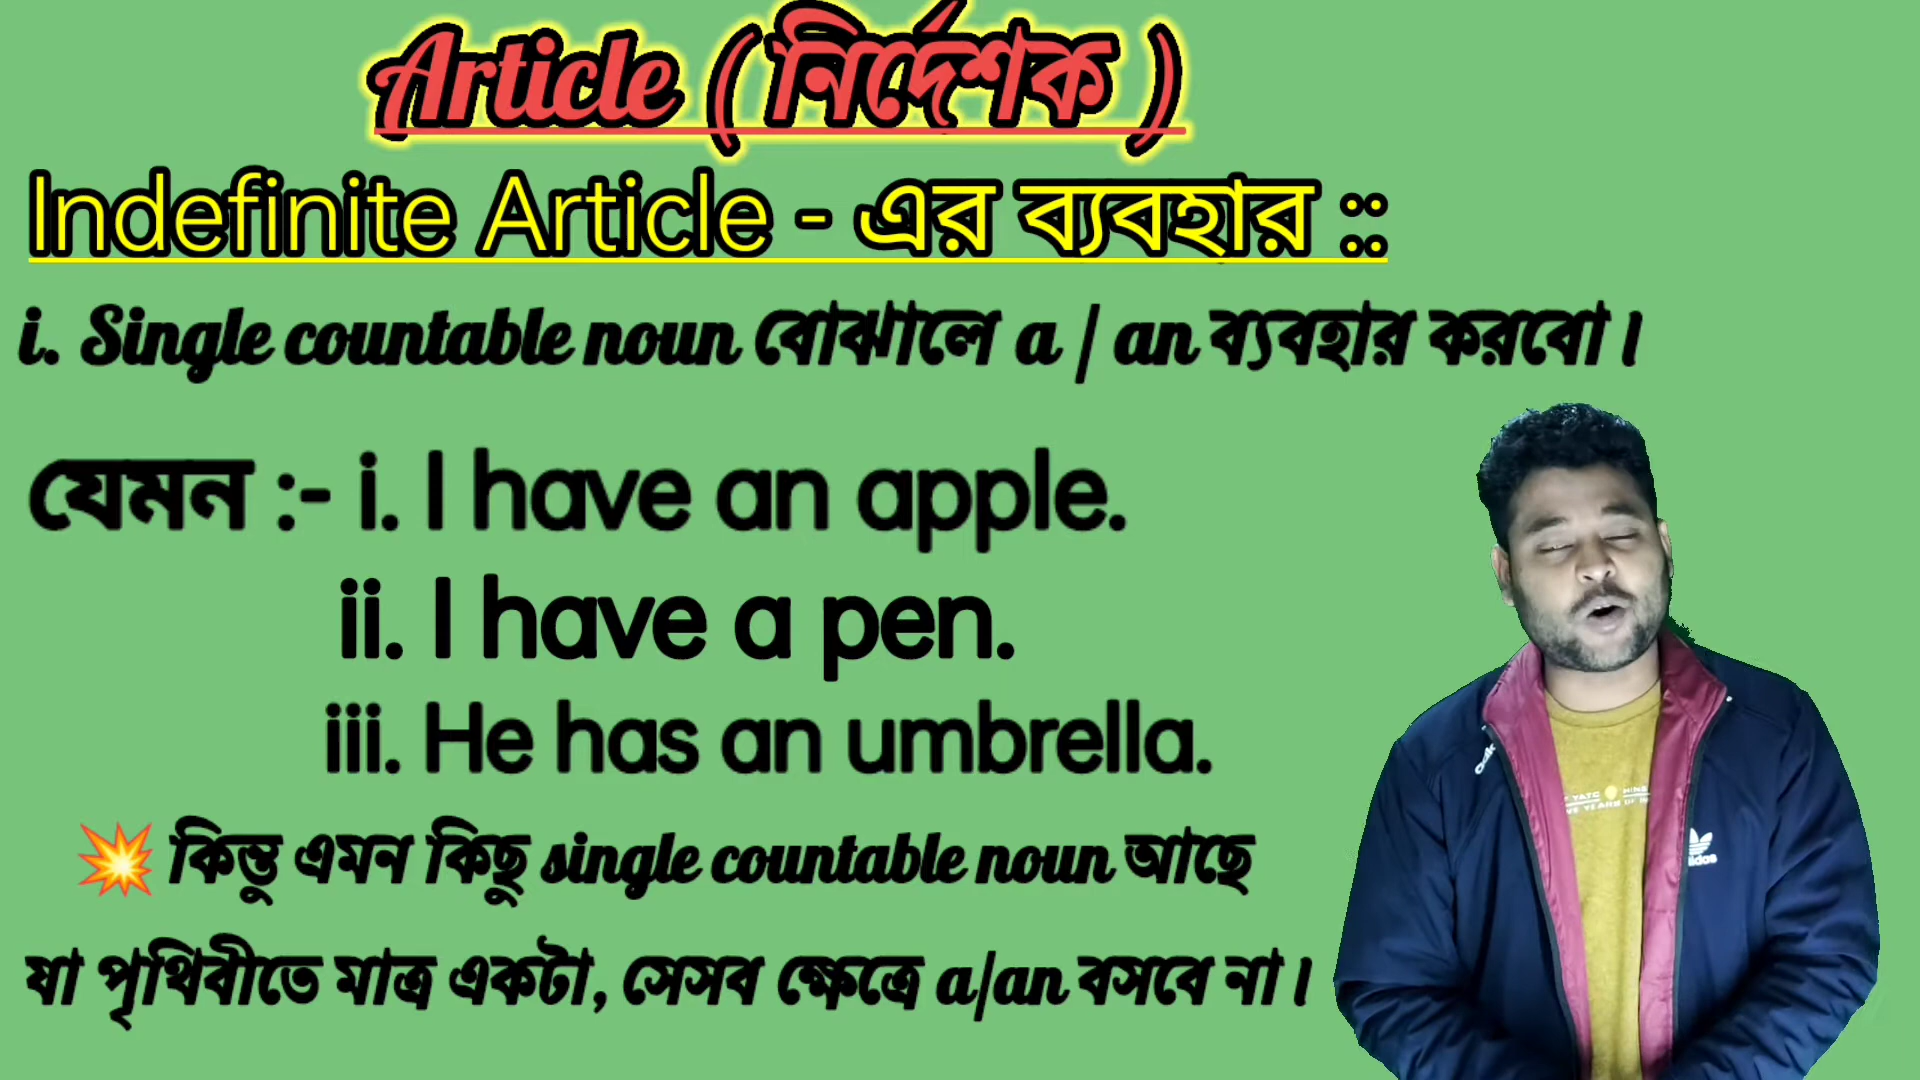 Article ( নির্দেশক )
Indefinite Article - এর ব্যবহার ::
i. Single countable noun বোঝালে a / an ব্যবহার করবো।
যেমন :- i. I have an apple.
ii. I have a pen.
iii. He has an umbrella.
💥 কিন্তু এমন কিছু single countable noun আছে
যা পৃথিবীতে মাত্র একটা, সেসব ক্ষেত্রে a/an বসবে না।